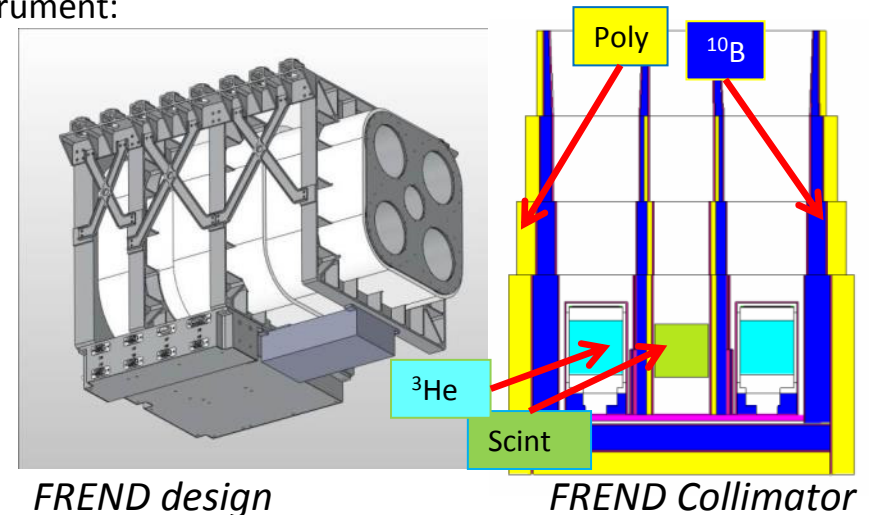 rument:
Poly
¹⁰B
³He
Scint
FREND design
FREND Collimator